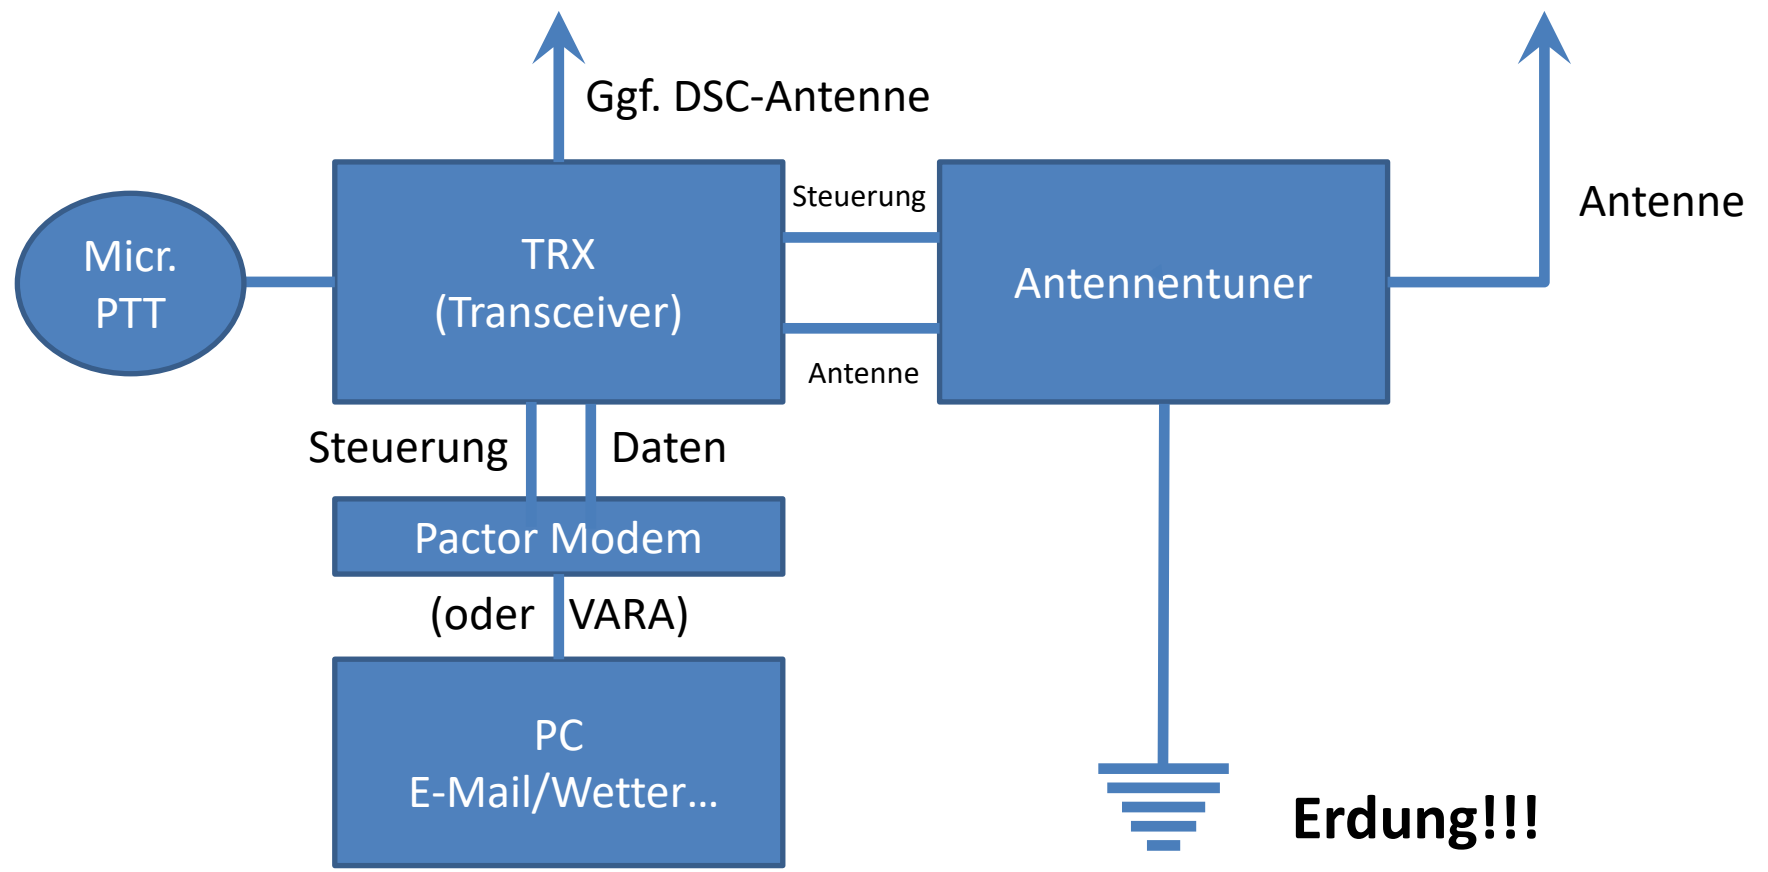 Ggf. DSC-Antenne
Steuerung
Antenne
Micr.
PTT
TRX
(Transceiver)
Antennentuner
Antenne
Steuerung
Daten
Pactor Modem
(oder VARA)
PC
E-Mail/Wetter...
Erdung!!!